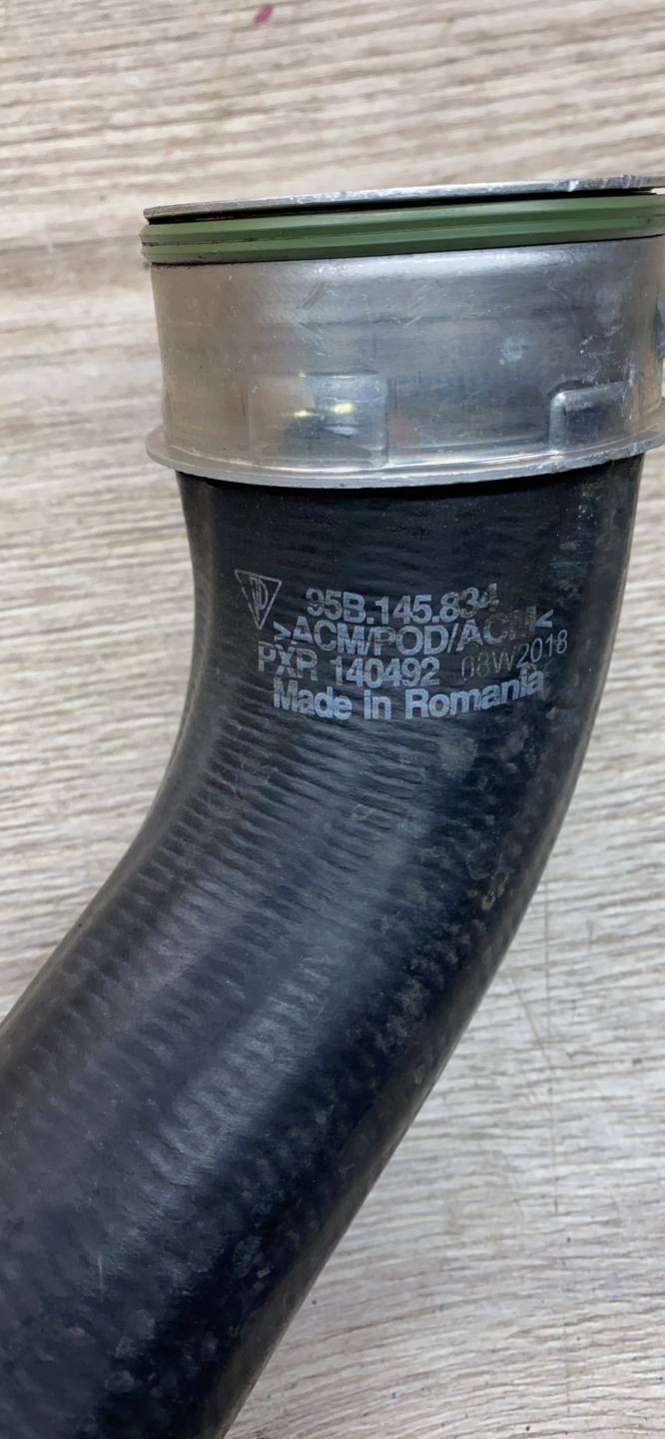 95B.145.834
>ACM/POD/ACM<
PXR 140492 08W2018
Made in Romania